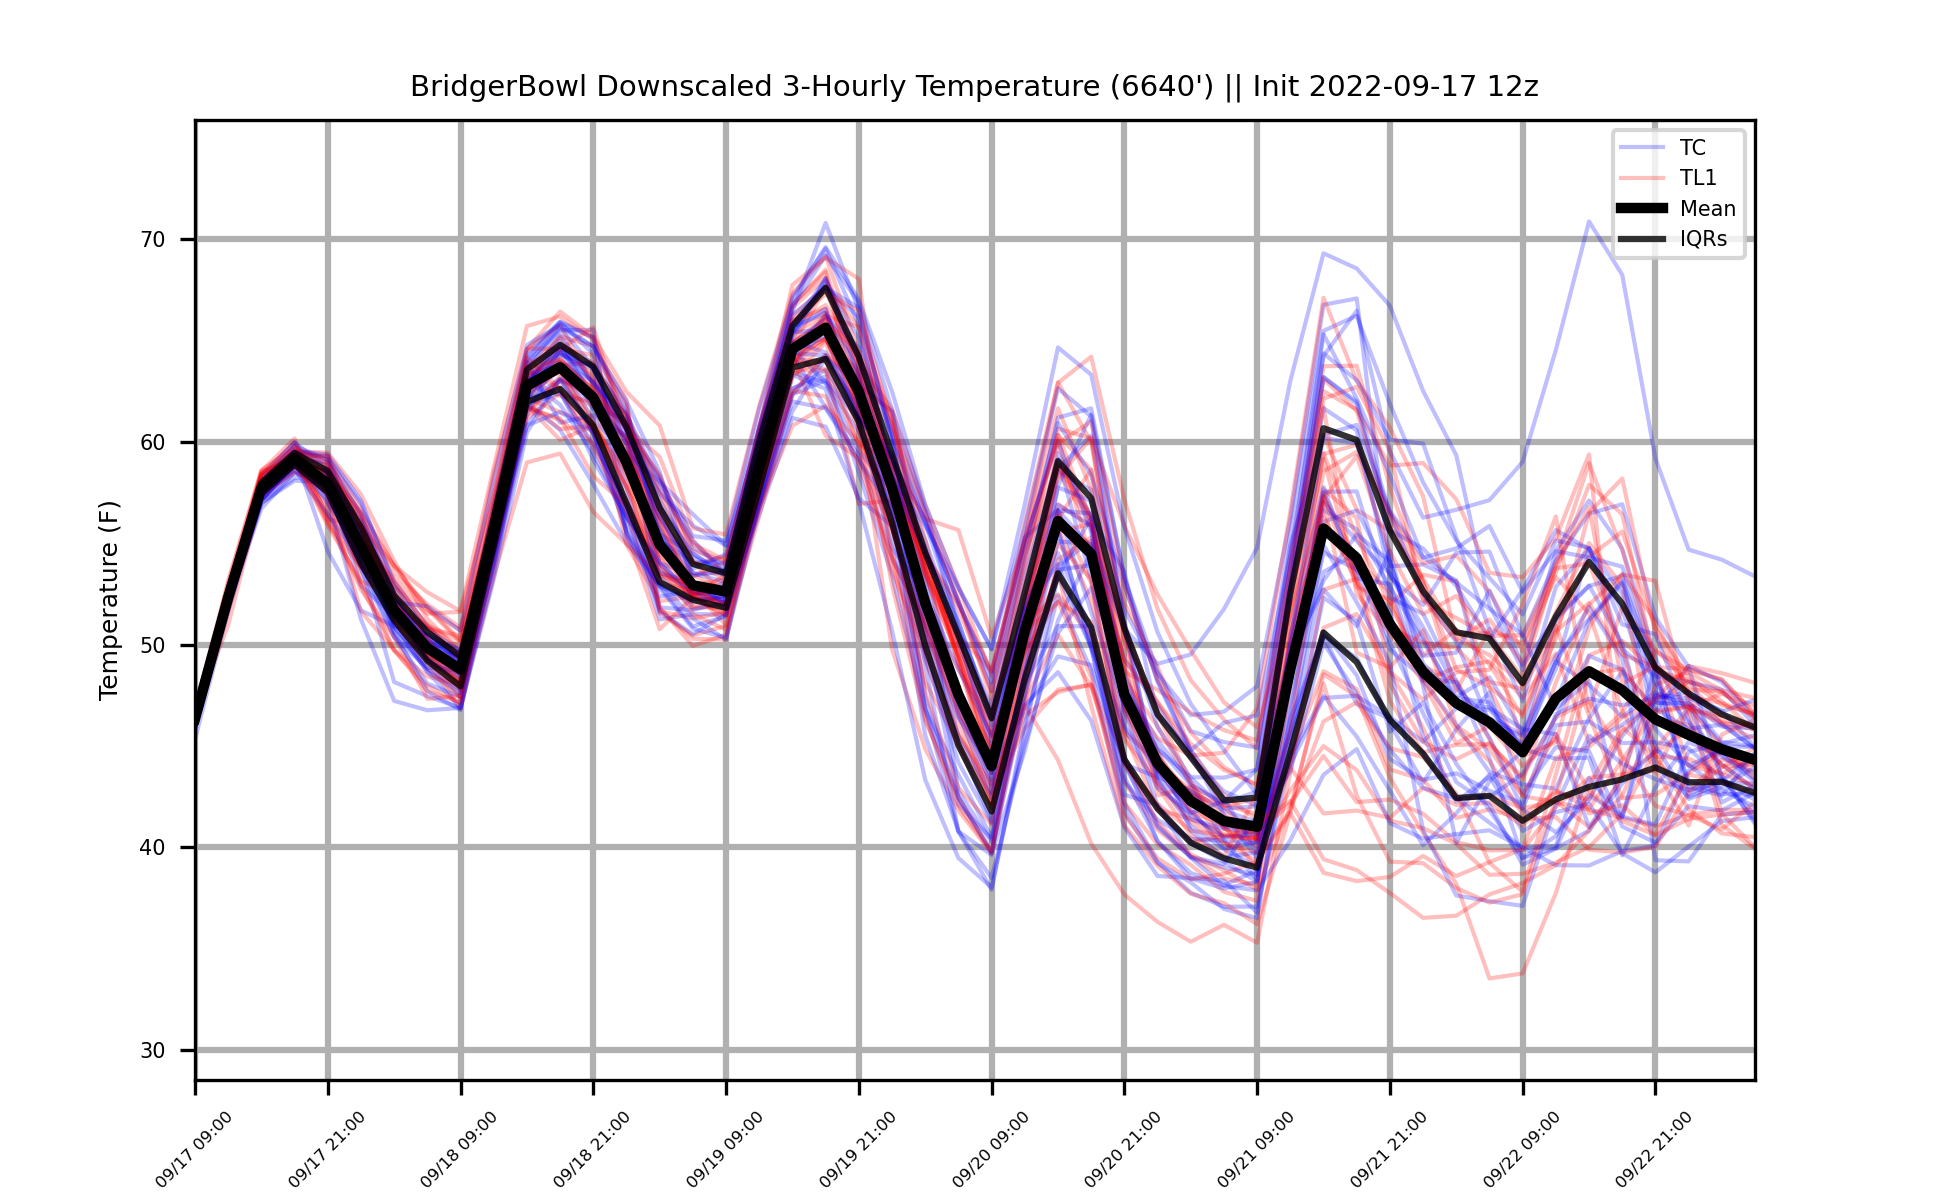 BridgerBowl Downscaled 3-Hourly Temperature (6640') || Init 2022-09-17 12z
TC
TL1
Mean
IQRs
Temperature (F)
70
60
50
40
30
09/17 09:00
09/17 21:00
09/18 09:00
09/18 21:00
09/19 09:00
09/19 21:00
09/20 09:00
09/20 21:00
09/21 09:00
09/21 21:00
09/22 09:00
09/22 21:00